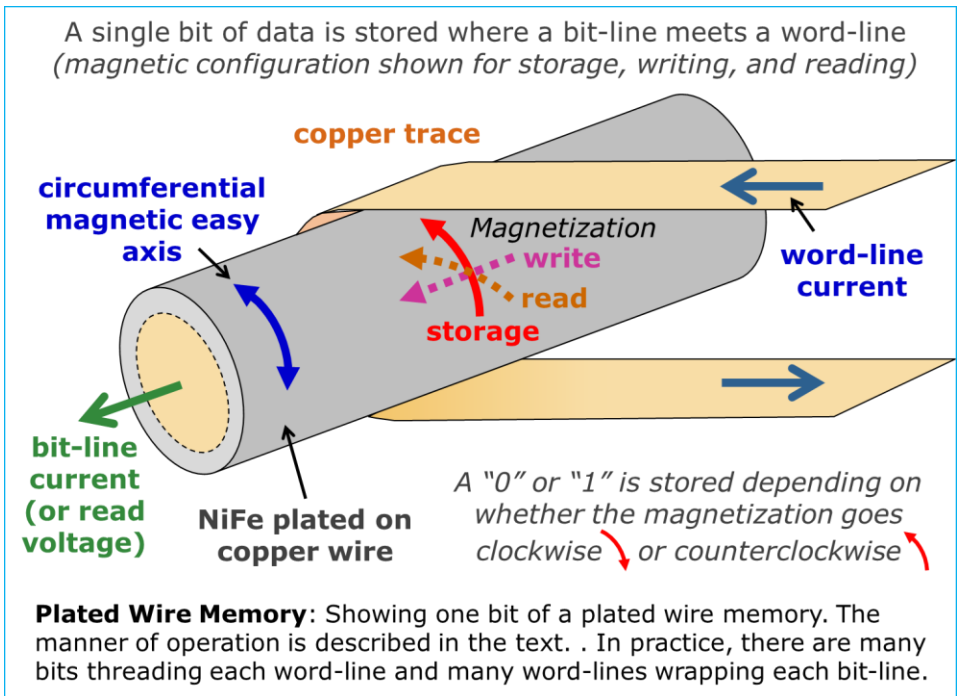 A single bit of data is stored where a bit-line meets a word-line
(magnetic configuration shown for storage, writing, and reading)
copper trace
circumferential
magnetic easy
axis
Magnetization
write
read
storage
word-line
current
bit-line
current
(or read
voltage)
NiFe plated on
copper wire
A “0” or “1” is stored depending on
whether the magnetization goes
clockwise or counterclockwise
Plated Wire Memory: Showing one bit of a plated wire memory. The
manner of operation is described in the text. . In practice, there are many
bits threading each word-line and many word-lines wrapping each bit-line.